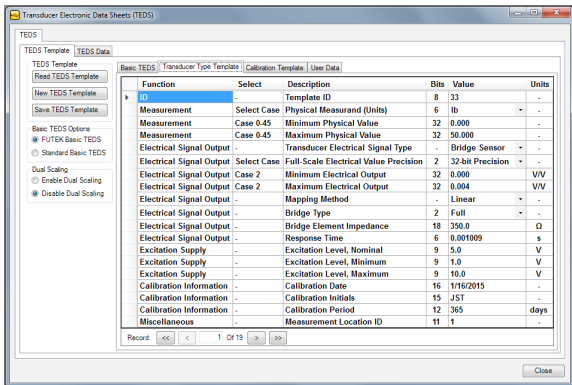 Transducer Electronic Data Sheets (TEDS)
TEDS
TEDS Template TEDS Data
TEDS Template
Read TEDS Template
New TEDS Template
Save TEDS Template
Basic TEDS Options
FUTEK Basic TEDS
Standard Basic TEDS
Dual Scaling
Enable Dual Scaling
Disable Dual Scaling
Basic TEDS Transducer Type Template Calibration Template User Data
Function Select Description Bits Value Units
ID - Template ID 8 33 -
Measurement Select Case Physical Measurand (Units) 6 lb -
Measurement Case 0-45 Minimum Physical Value 32 0.000 -
Measurement Case 0-45 Maximum Physical Value 32 50.000 -
Electrical Signal Output - Transducer Electrical Signal Type - Bridge Sensor -
Electrical Signal Output Select Case Full-Scale Electrical Value Precision 2 32-bit Precision -
Electrical Signal Output Case 2 Minimum Electrical Output 32 0.000 V/V
Electrical Signal Output Case 2 Maximum Electrical Output 32 0.004 V/V
Electrical Signal Output - Mapping Method - Linear -
Electrical Signal Output - Bridge Type 2 Full -
Electrical Signal Output - Bridge Element Impedance 18 350.0 Ω
Electrical Signal Output - Response Time 6 0.001009 s
Excitation Supply - Excitation Level, Nominal 9 5.0 V
Excitation Supply - Excitation Level, Minimum 9 1.0 V
Excitation Supply - Excitation Level, Maximum 9 10.0 V
Calibration Information - Calibration Date 16 1/16/2015 -
Calibration Information - Calibration Initials 15 JST -
Calibration Information - Calibration Period 12 365 days
Miscellaneous - Measurement Location ID 11 1 -
Record: << < 1 Of 19 > >>
Close